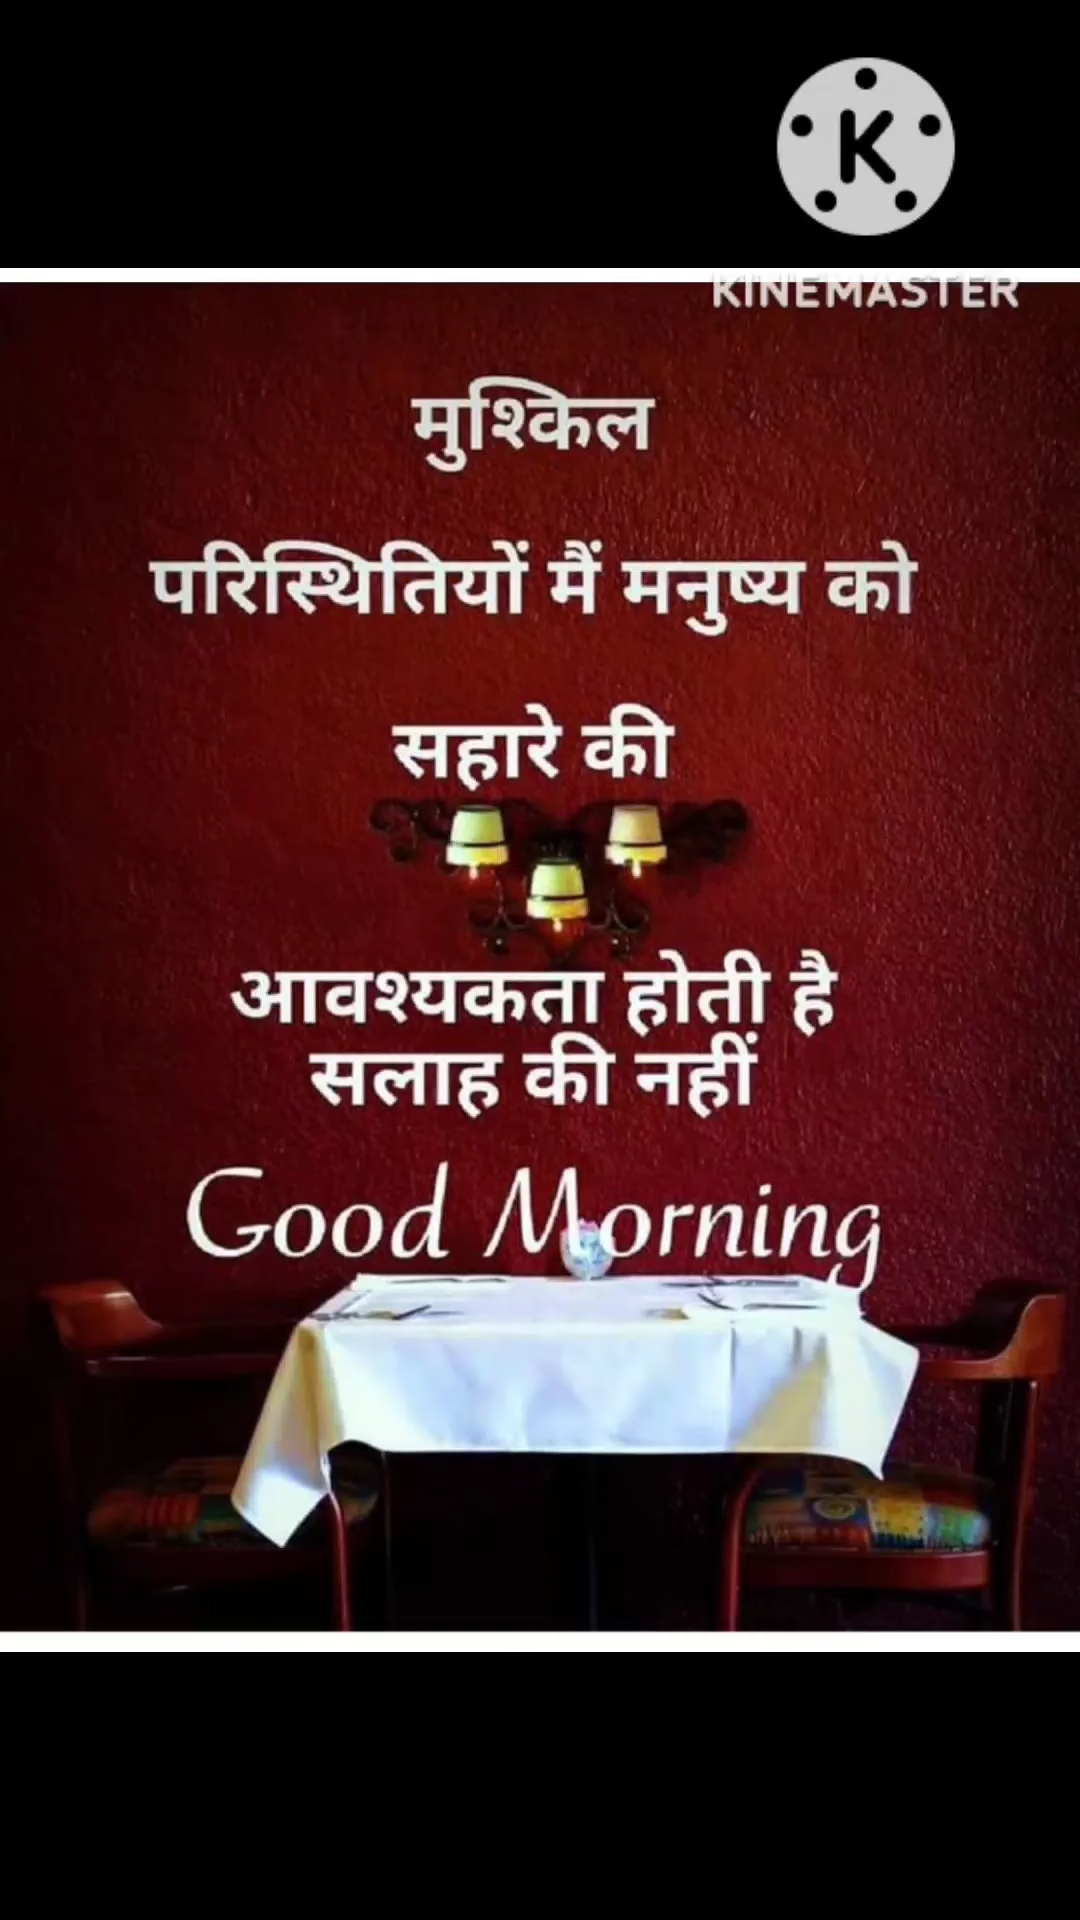 K
KINEMASTER
मुश्किल
परिस्थितियों मैं मनुष्य को
सहारे की
आवश्यकता होती है
सलाह की नहीं
Good Morning